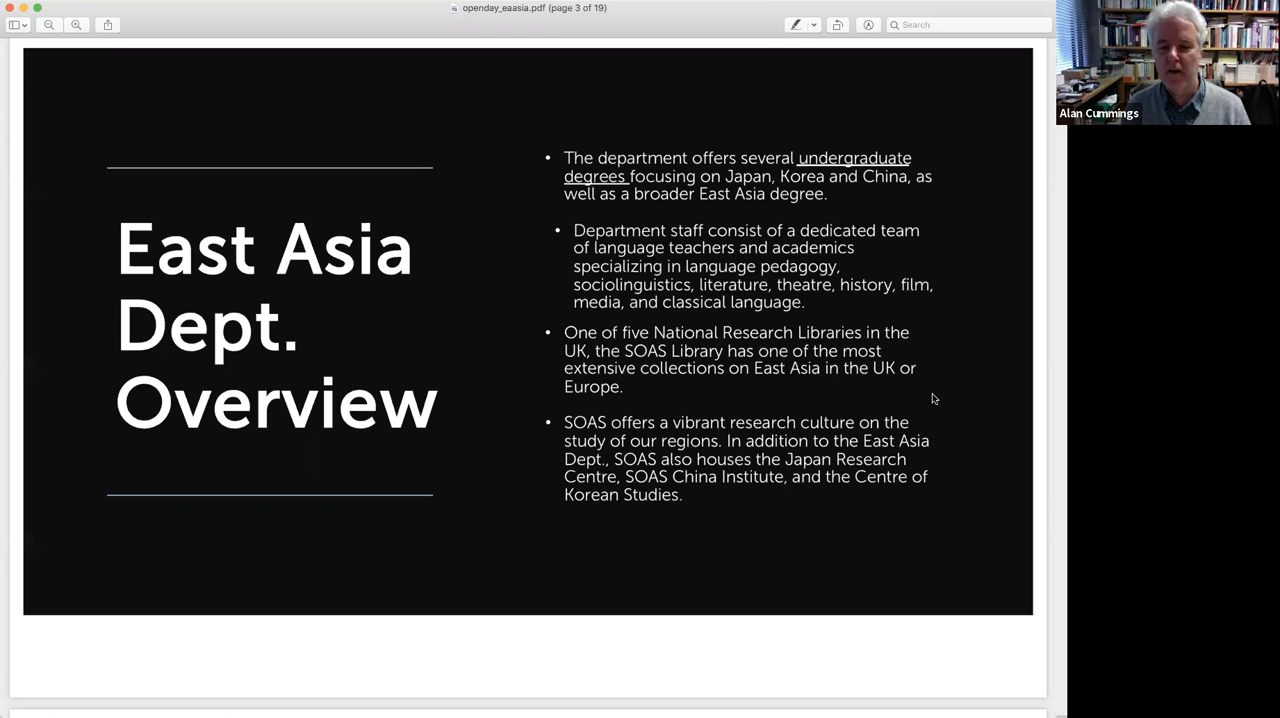 openday_eaasia.pdf (page 3 of 19)
Search
Alan Cummings
East Asia
Dept.
Overview
• The department offers several undergraduate
degrees focusing on Japan, Korea and China, as
well as a broader East Asia degree.
• Department staff consist of a dedicated team
of language teachers and academics
specializing in language pedagogy,
sociolinguistics, literature, theatre, history, film,
media, and classical language.
• One of five National Research Libraries in the
UK, the SOAS Library has one of the most
extensive collections on East Asia in the UK or
Europe.
• SOAS offers a vibrant research culture on the
study of our regions. In addition to the East Asia
Dept., SOAS also houses the Japan Research
Centre, SOAS China Institute, and the Centre of
Korean Studies.